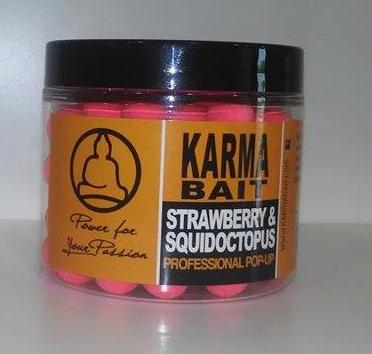 KARMA
BAIT
STRAWBERRY &
SQUIDOCTOPUS
PROFESSIONAL POP-UP
Power for
Your Passion